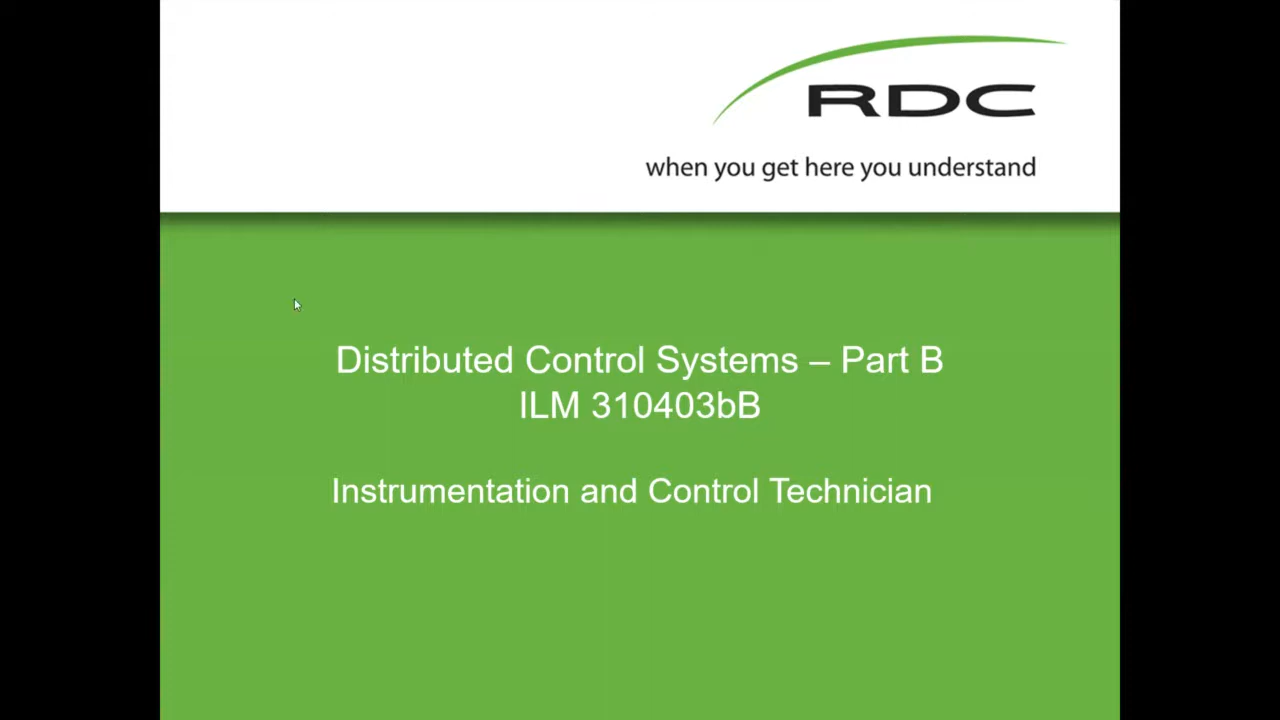 RDC
when you get here you understand
Distributed Control Systems – Part B
ILM 310403bB
Instrumentation and Control Technician